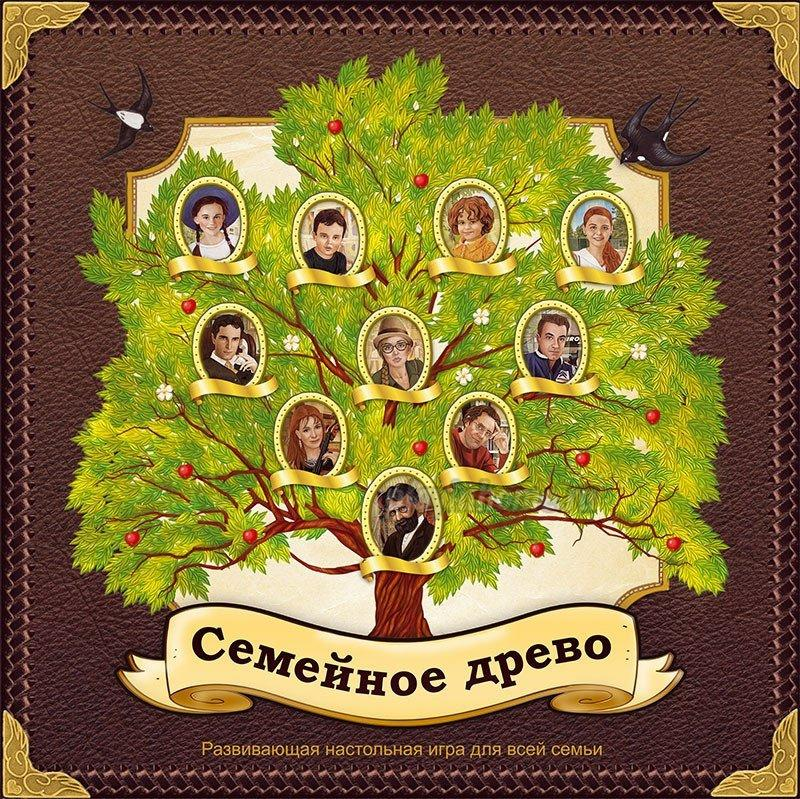 Семейное древо
Развивающая настольная игра для всей семьи